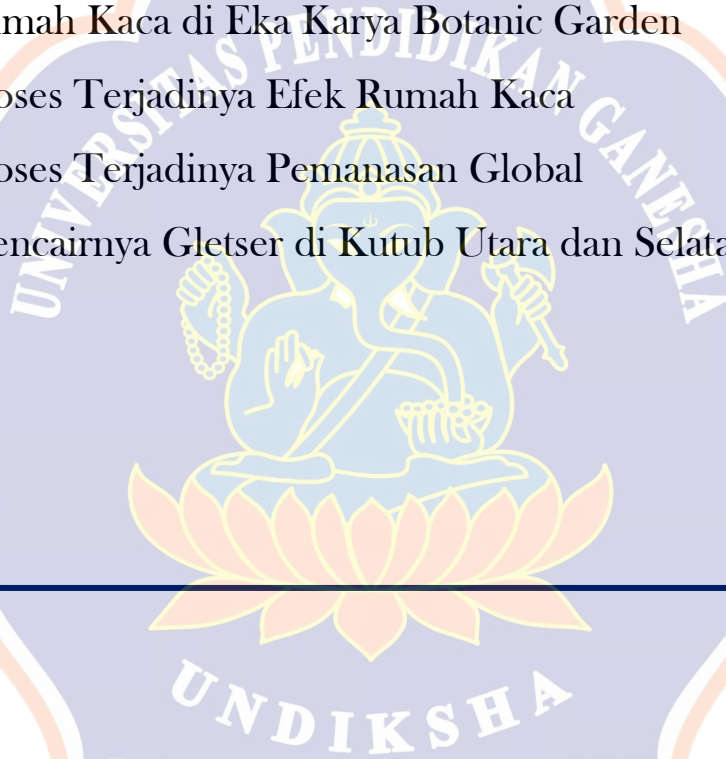 mah Kaca di Eka Karya Botanic Garden
oses Terjadinya Efek Rumah Kaca
oses Terjadinya Pemanasan Global
encairnya Gletser di Kutub Utara dan Selata
UNIVERSITAS PENDIDIKAN GANESHA
UNDIKSHA